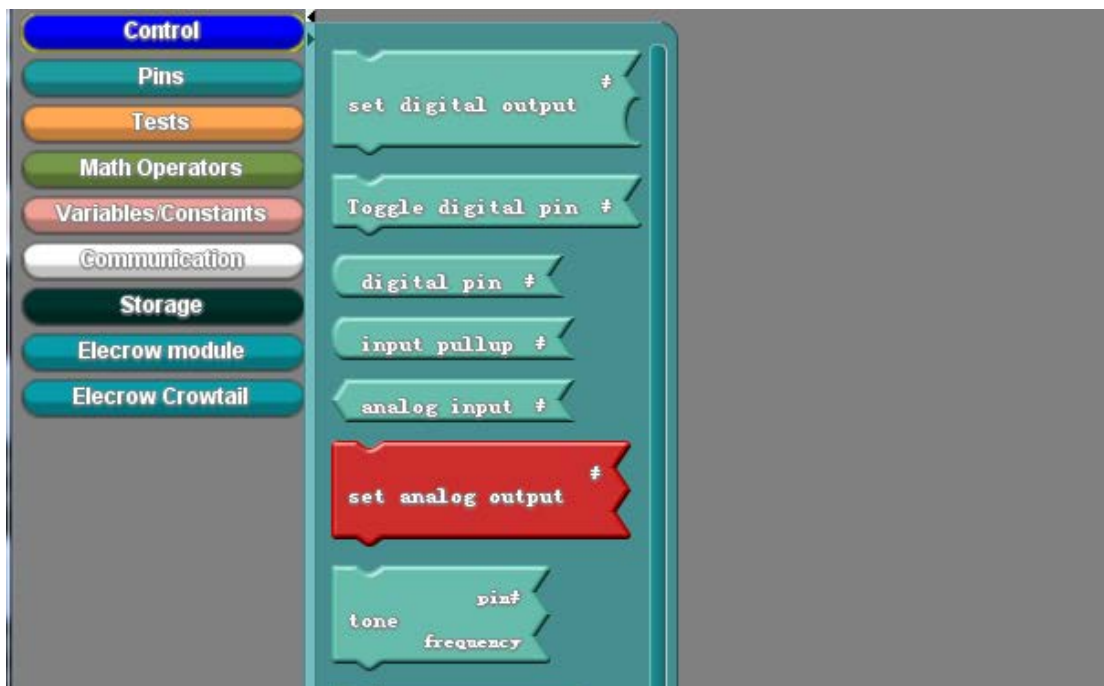 Control
Pins
Tests
Math Operators
Variables/Constants
Communication
Storage
Elecrow module
Elecrow Crowtail
#
set digital output
Toggle digital pin #
digital pin #
input pullup #
analog input #
#
set analog output
pin#
tone
frequency